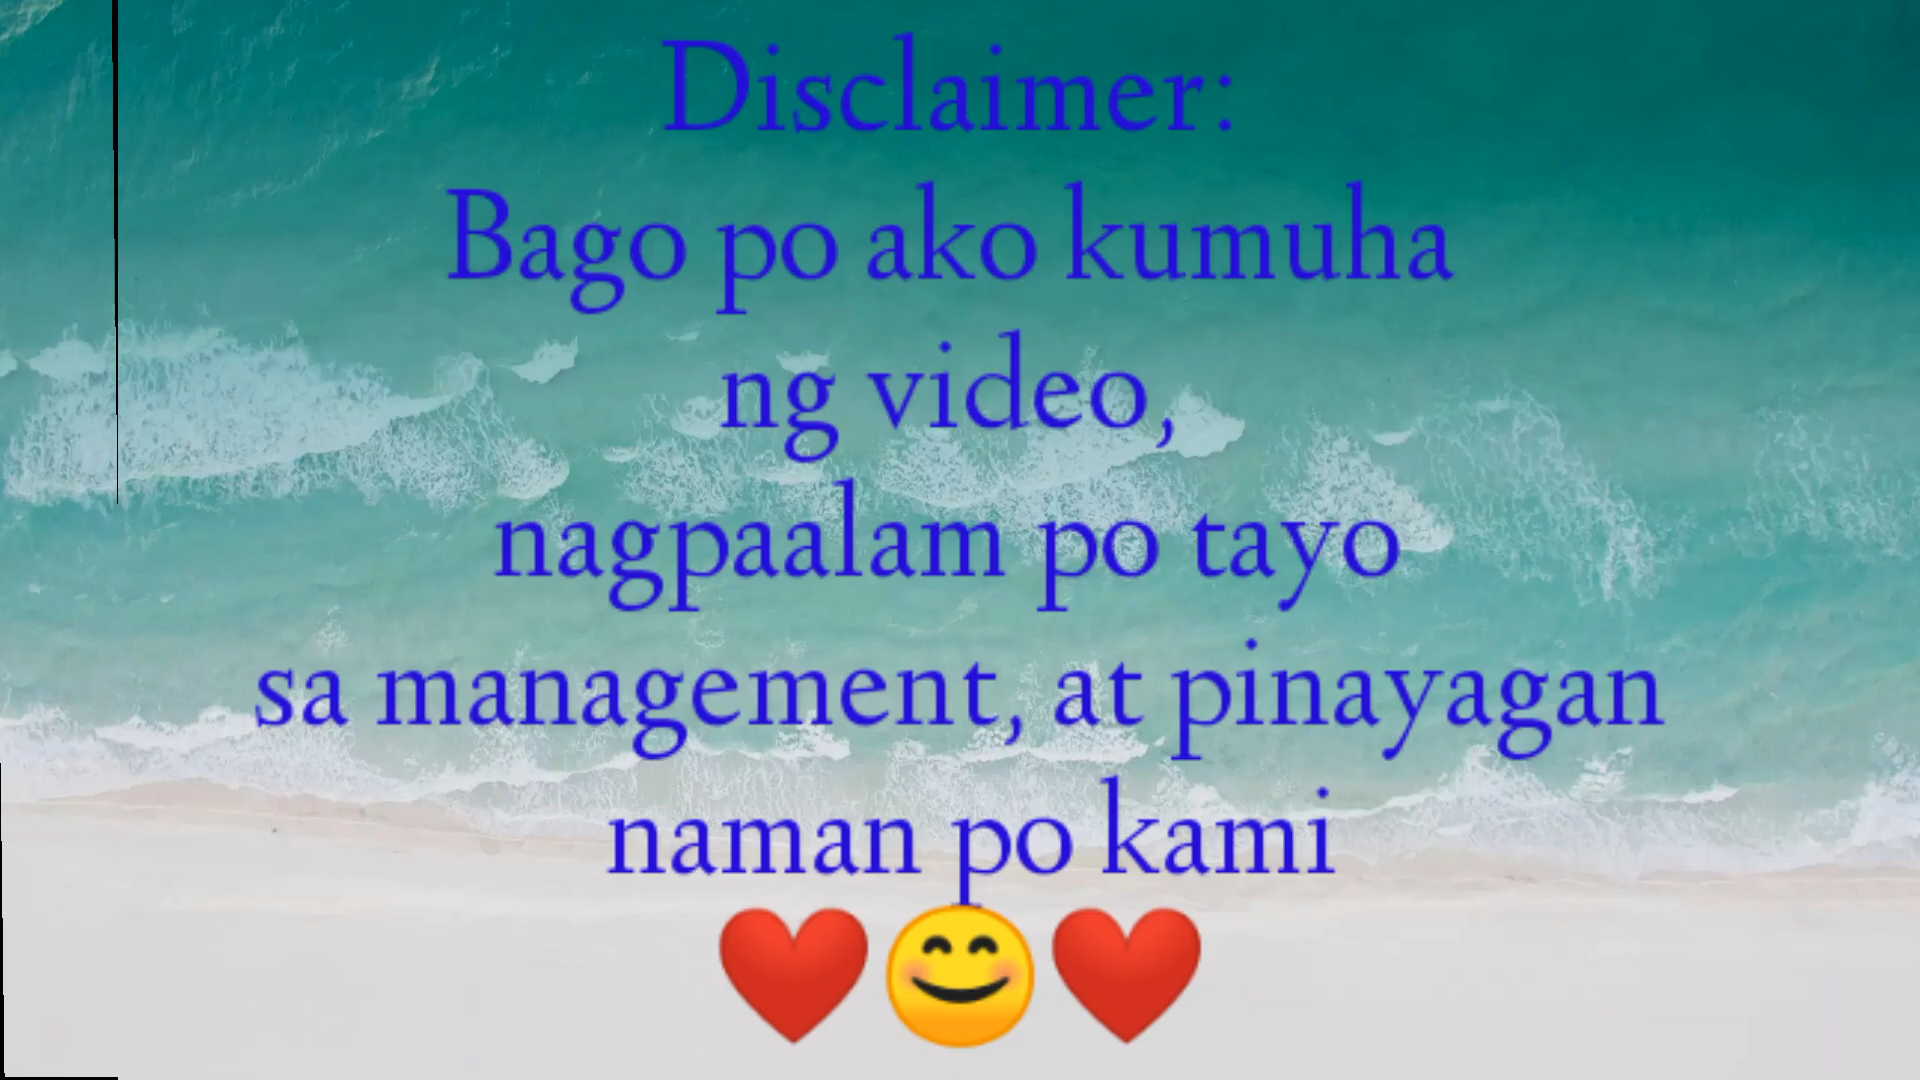 Disclaimer:
Bago po ako kumuha
ng video,
nagpaalam po tayo
sa management, at pinayagan
naman po kami
❤️😊❤️